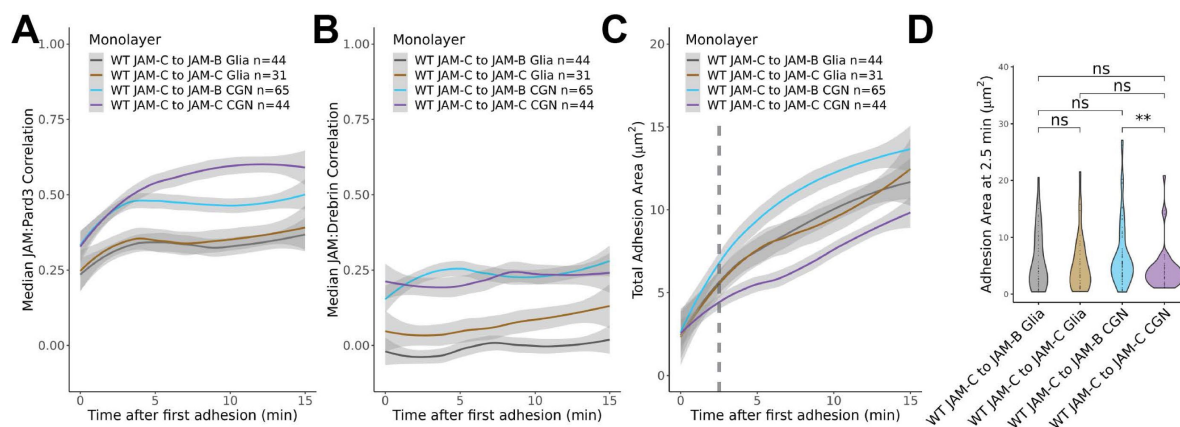 A
Median JAM:Pard3 Correlation
1.00
0.75
0.50
0.25
0.00
Monolayer
WT JAM-C to JAM-B Glia n=44
WT JAM-C to JAM-C Glia n=31
WT JAM-C to JAM-B CGN n=65
WT JAM-C to JAM-C CGN n=44
0
5
10
15
Time after first adhesion (min)
B
Median JAM:Drebrin Correlation
1.00
0.75
0.50
0.25
0.00
Monolayer
WT JAM-C to JAM-B Glia n=44
WT JAM-C to JAM-C Glia n=31
WT JAM-C to JAM-B CGN n=65
WT JAM-C to JAM-C CGN n=44
0
5
10
15
Time after first adhesion (min)
C
Total Adhesion Area (μm²)
20
15
10
5
0
Monolayer
WT JAM-C to JAM-B Glia n=44
WT JAM-C to JAM-C Glia n=31
WT JAM-C to JAM-B CGN n=65
WT JAM-C to JAM-C CGN n=44
0
5
10
15
Time after first adhesion (min)
D
Adhesion Area at 2.5 min (μm²)
40
30
20
10
0
ns
ns
ns
ns
**
WT JAM-C to JAM-B Glia
WT JAM-C to JAM-C Glia
WT JAM-C to JAM-B CGN
WT JAM-C to JAM-C CGN